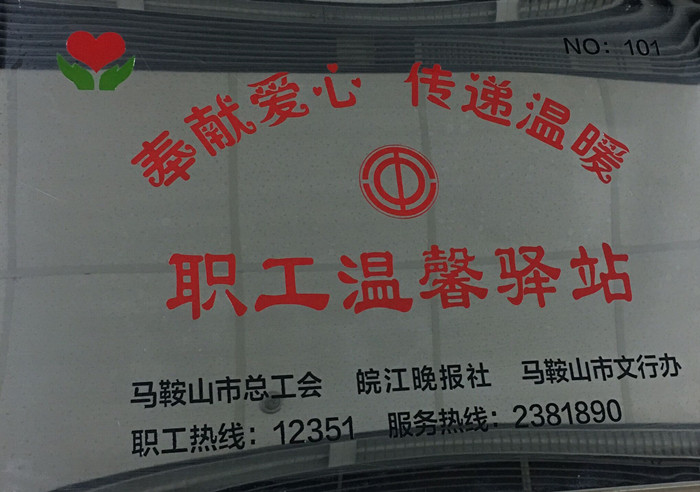 NO：101
奉献爱心 传递温暖
职工温馨驿站
马鞍山市总工会 皖江晚报社 马鞍山市文行办
职工热线：12351 服务热线：2381890